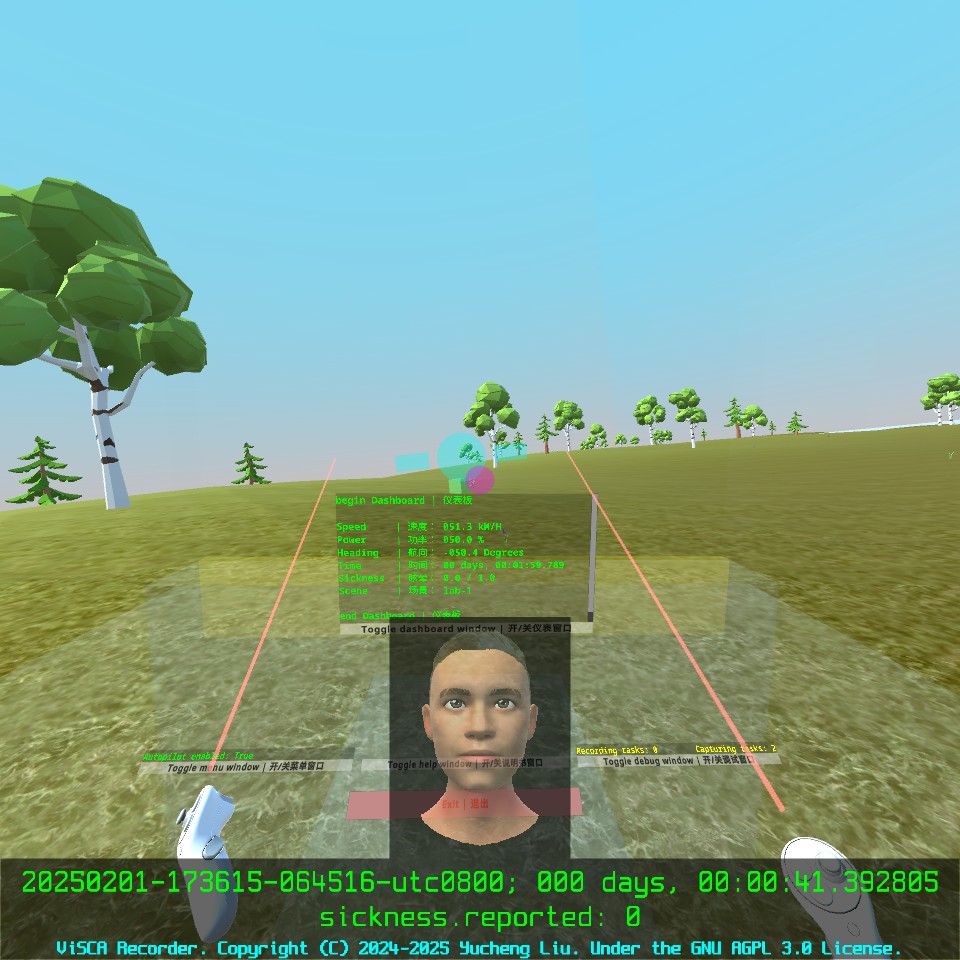 begin Dashboard | 仪表板
Speed | 速度: 051.3 kM/H
Power | 功率: 050.0 %
Heading | 航向: -050.4 Degrees
Time | 时间: 00 days, 00:01:59.789
Sickness | 0.0 / 1.0
Scene | 场景: lab-1
end Dashboard | 仪表板
Toggle dashboard window | 开/关仪表窗口
Autopilot enabled: True
Recording tasks: 0 Capturing tasks: 2
Toggle menu window | 开/关菜单窗口
Toggle help window | 开/关说明书窗口
Toggle debug window | 开/关调试窗口
Exit | 退出
20250201-173615-064516-utc0800; 000 days, 00:00:41.392805
sickness.reported: 0
ViSCA Recorder. Copyright (C) 2024-2025 Yucheng Liu. Under the GNU AGPL 3.0 License.